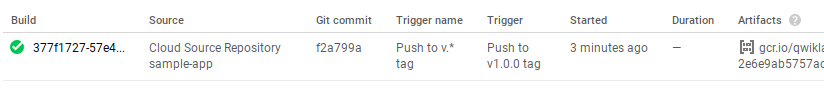 Build Source Git commit Trigger name Trigger Started Duration Artifacts
377f1727-57e4... Cloud Source Repository f2a799a Push to v.* Push to 3 minutes ago — gcr.io/qwikla
sample-app tag v1.0.0 tag 2e6e9ab5757ac